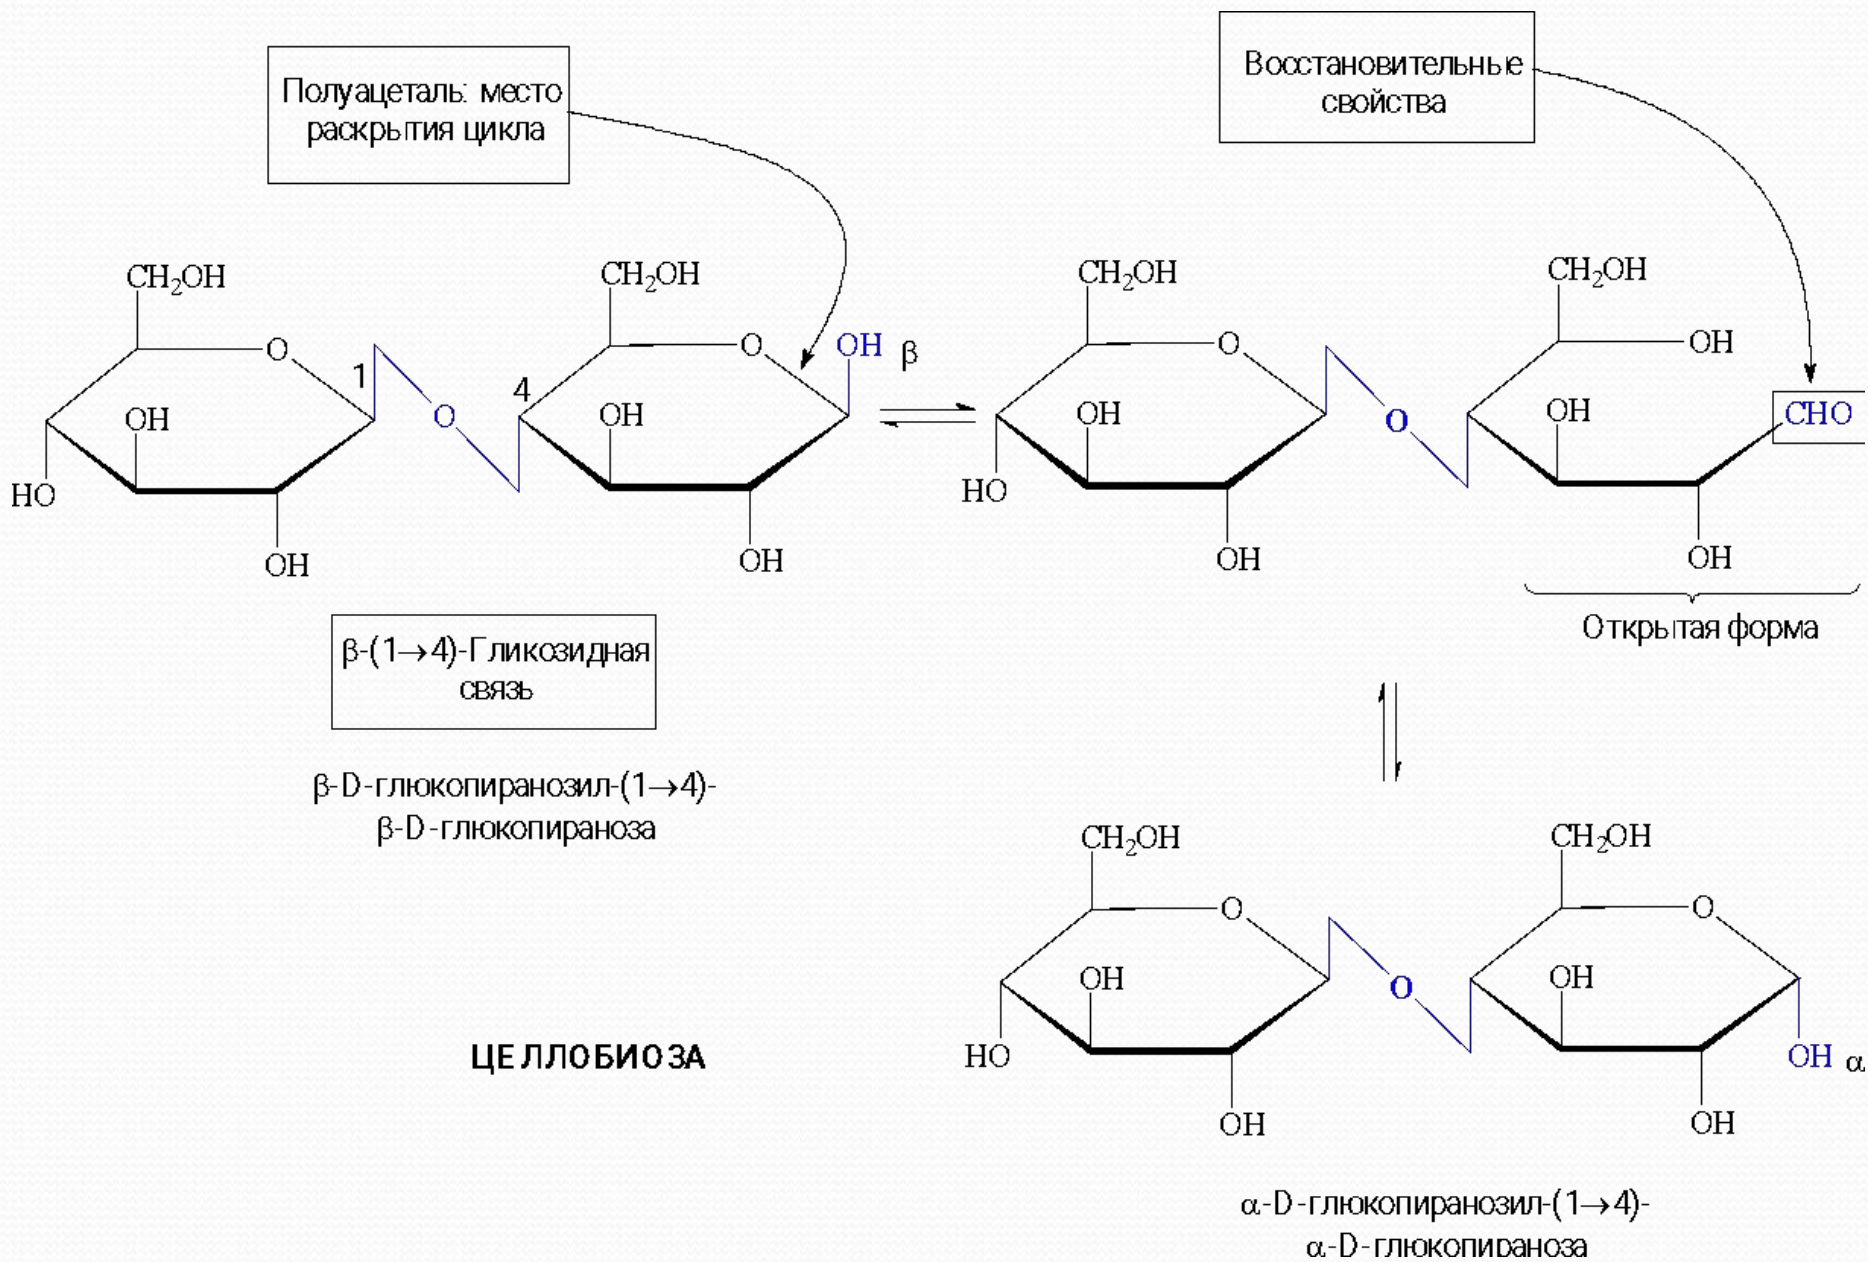 Полуацеталь: место
раскрытия цикла
Восстановительные
свойства
CH₂OH
CH₂OH
CH₂OH
CH₂OH
O
1
O
4
O
OH β
OH
OH
HO
OH
OH
O
O
OH
CHO
OH
OH
HO
OH
OH
Открытая форма
β-(1→4)-Гликозидная
связь
β-D-глюкопиранозил-(1→4)-
β-D-глюкопираноза
CH₂OH
CH₂OH
O
O
O
OH
OH
HO
OH α
OH
OH
ЦЕЛЛОБИОЗА
α-D-глюкопиранозил-(1→4)-
α-D-глюкопираноза